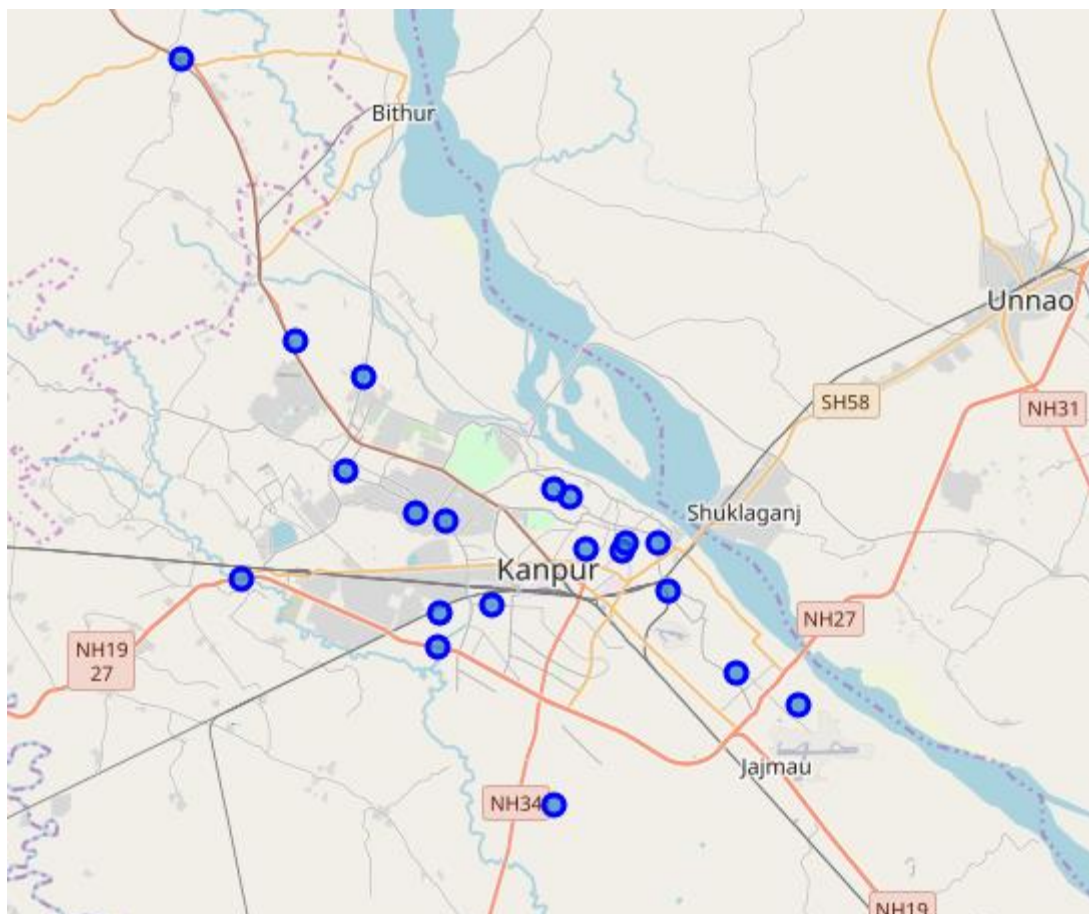 Bithur
Unnao
SH58
NH31
Shuklaganj
Kanpur
NH27
NH19
27
Jajmau
NH34
NH19